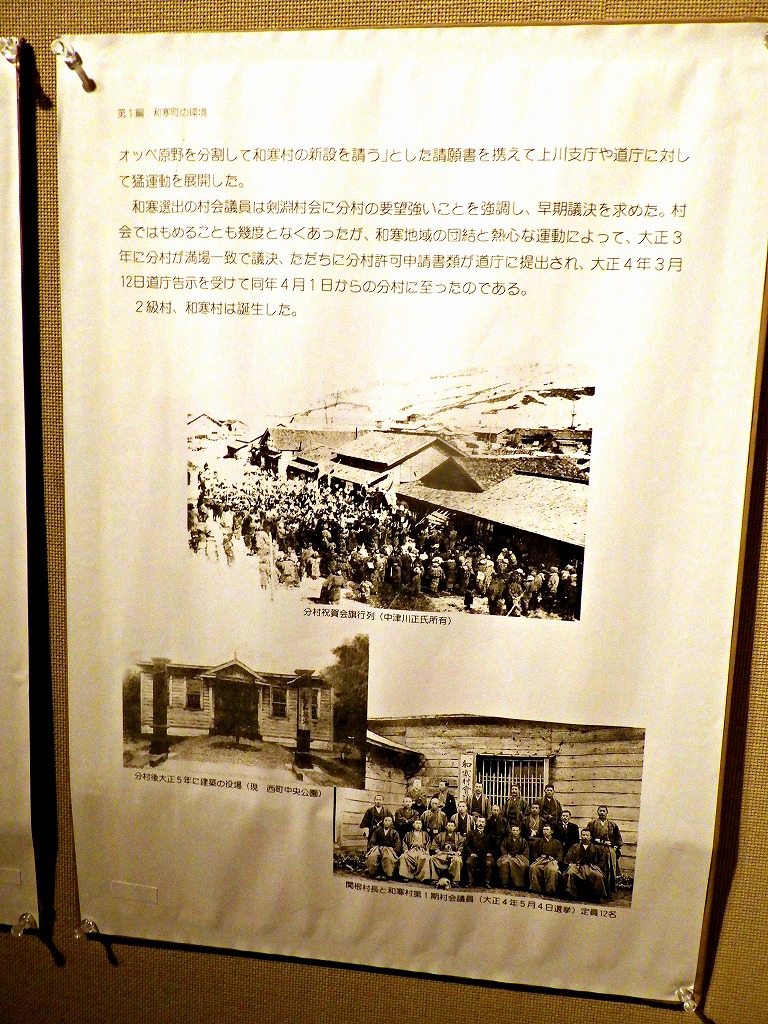 第1編　和寒町の環境
オッペ原野を分割して和寒村の新設を請う」とした請願書を携えて上川支庁や道庁に対し
て猛運動を展開した。
　和寒選出の村会議員は剣淵村会に分村の要望強いことを強調し、早期議決を求めた。村
会ではもめることも幾度となくあったが、和寒地域の団結と熱心な運動によって、大正３
年に分村が満場一致で議決、ただちに分村許可申請書類が道庁に提出され、大正４年３月
12日道庁告示を受けて同年４月１日からの分村に至ったのである。
　２級村、和寒村は誕生した。
分村祝賀会旗行列（中津川正氏所有）
分村後大正５年に建築の役場（現　西町中央公園）
和寒村
関根村長と和寒村第１期村会議員（大正４年５月４日選挙）定員12名